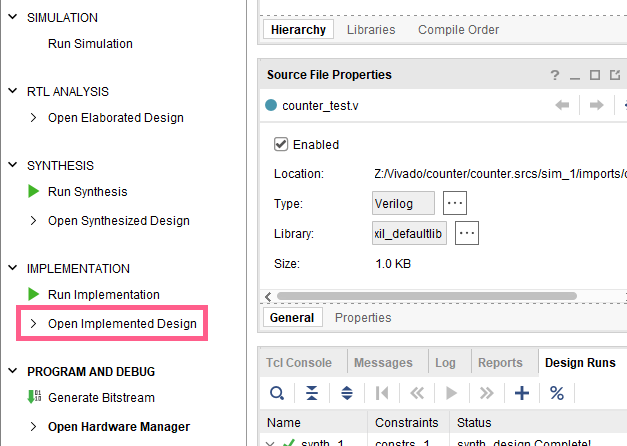 SIMULATION
Run Simulation
RTL ANALYSIS
Open Elaborated Design
SYNTHESIS
Run Synthesis
Open Synthesized Design
IMPLEMENTATION
Run Implementation
Open Implemented Design
PROGRAM AND DEBUG
Generate Bitstream
Open Hardware Manager
Hierarchy Libraries Compile Order
Source File Properties
counter_test.v
Enabled
Location: Z:/Vivado/counter/counter.srcs/sim_1/imports/
Type: Verilog
Library: xil_defaultlib
Size: 1.0 KB
General Properties
Tcl Console Messages Log Reports Design Runs
Name Constraints Status
synth_1 constrs_1 synth_design Complete!